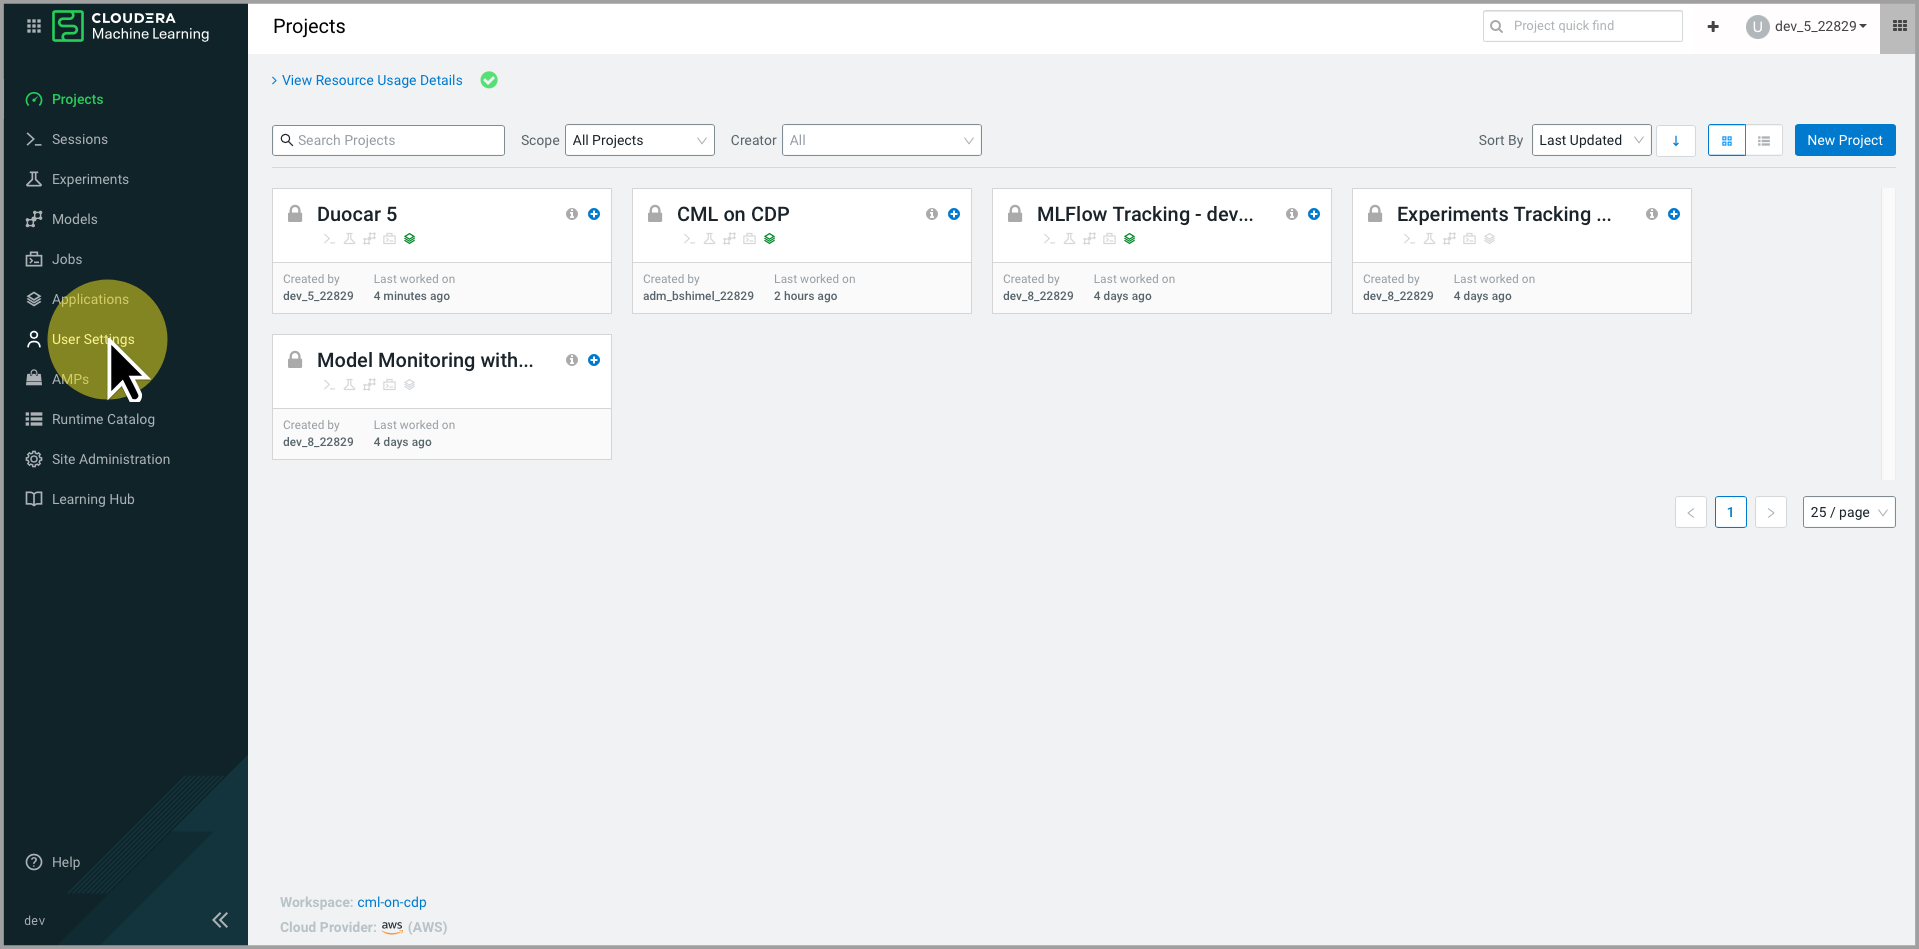 CLOUDERA
Machine Learning
Projects
Project quick find
U dev_5_22829
Projects
Sessions
Experiments
Models
Jobs
Applications
User Settings
AMPs
Runtime Catalog
Site Administration
Learning Hub
Help
dev
View Resource Usage Details
Search Projects Scope All Projects Creator All Sort By Last Updated New Project
Duocar 5
Created by Last worked on
dev_5_22829 4 minutes ago
CML on CDP
Created by Last worked on
adm_bshimel_22829 2 hours ago
MLFlow Tracking - dev...
Created by Last worked on
dev_8_22829 4 days ago
Experiments Tracking ...
Created by Last worked on
dev_8_22829 4 days ago
Model Monitoring with...
Created by Last worked on
dev_8_22829 4 days ago
< 1 > 25 / page
Workspace: cml-on-cdp
Cloud Provider: aws (AWS)